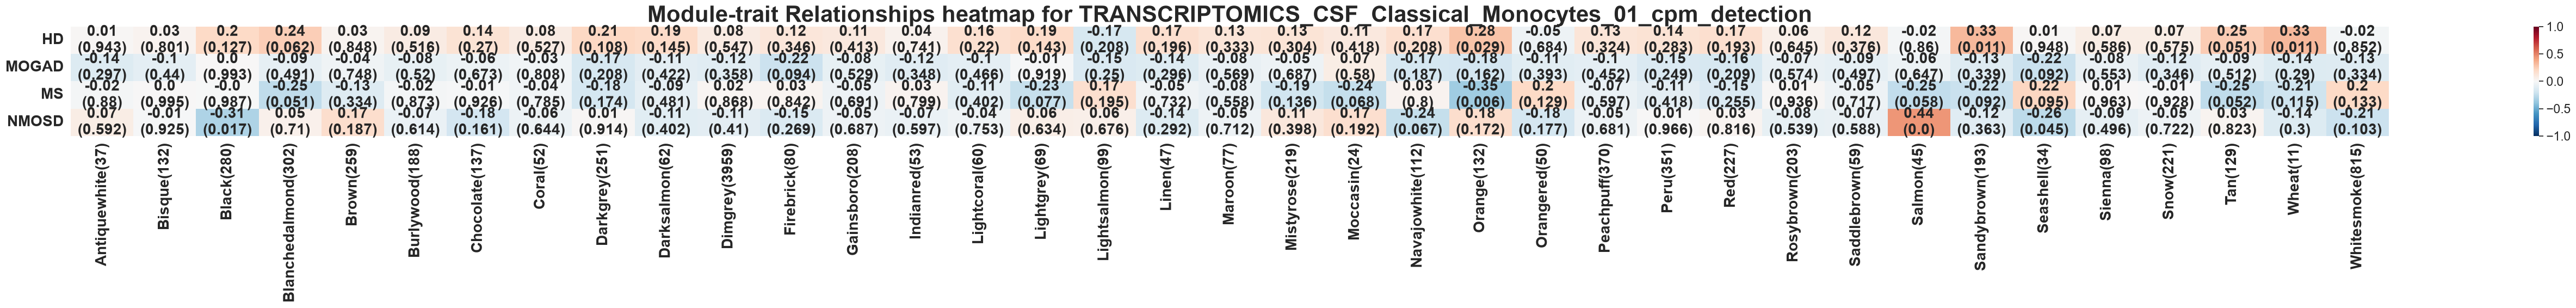 Module-trait Relationships heatmap for TRANSCRIPTOMICS_CSF_Classical_Monocytes_01_cpm_detection
0.01 0.03 0.2 0.24 0.03 0.09 0.14 0.08 0.21 0.19 0.08 0.12 0.11 0.04 0.16 0.19 -0.17 0.17 0.13 0.13 0.11 0.17 0.28 -0.05 0.13 0.14 0.17 0.06 0.12 -0.02 0.33 0.01 0.07 0.07 0.25 0.33 -0.02
HD
(0.943) (0.801) (0.127) (0.062) (0.848) (0.516) (0.27) (0.527) (0.108) (0.145) (0.547) (0.346) (0.413) (0.741) (0.22) (0.143) (0.208) (0.196) (0.333) (0.304) (0.418) (0.208) (0.029) (0.684) (0.324) (0.283) (0.193) (0.645) (0.376) (0.86) (0.011) (0.948) (0.586) (0.575) (0.051) (0.011) (0.852)
-0.14 -0.1 0.0 -0.09 -0.04 -0.08 -0.06 -0.03 -0.17 -0.11 -0.12 -0.22 -0.08 -0.12 -0.1 -0.01 -0.15 -0.14 -0.08 -0.05 0.07 -0.17 -0.18 -0.11 -0.1 -0.15 -0.16 -0.07 -0.09 -0.06 -0.13 -0.22 -0.08 -0.12 -0.09 -0.14 -0.13
MOGAD
(0.297) (0.44) (0.993) (0.491) (0.748) (0.52) (0.673) (0.808) (0.208) (0.422) (0.358) (0.094) (0.529) (0.348) (0.466) (0.919) (0.25) (0.296) (0.569) (0.687) (0.58) (0.187) (0.162) (0.393) (0.452) (0.249) (0.209) (0.574) (0.497) (0.647) (0.339) (0.092) (0.553) (0.346) (0.512) (0.29) (0.334)
-0.02 0.0 -0.0 -0.25 -0.13 -0.02 -0.01 -0.04 -0.18 -0.09 0.02 0.03 -0.05 0.03 -0.11 -0.23 0.17 -0.05 -0.08 -0.19 -0.24 0.03 -0.35 0.2 -0.07 -0.11 -0.15 0.01 -0.05 -0.25 -0.22 0.22 0.01 -0.01 -0.25 -0.21 0.2
MS
(0.88) (0.995) (0.987) (0.051) (0.334) (0.873) (0.926) (0.785) (0.174) (0.481) (0.868) (0.842) (0.691) (0.799) (0.402) (0.077) (0.195) (0.732) (0.558) (0.136) (0.068) (0.8) (0.006) (0.129) (0.597) (0.418) (0.255) (0.936) (0.717) (0.058) (0.092) (0.095) (0.963) (0.928) (0.052) (0.115) (0.133)
0.07 -0.01 -0.31 0.05 0.17 -0.07 -0.18 -0.06 0.01 -0.11 -0.11 -0.15 -0.05 -0.07 -0.04 0.06 0.06 -0.14 -0.05 0.11 0.17 -0.24 0.18 -0.18 -0.05 0.01 0.03 -0.08 -0.07 0.44 -0.12 -0.26 -0.09 -0.05 0.03 -0.14 -0.21
NMOSD
(0.592) (0.925) (0.017) (0.71) (0.187) (0.614) (0.161) (0.644) (0.914) (0.402) (0.41) (0.269) (0.687) (0.597) (0.753) (0.634) (0.676) (0.292) (0.712) (0.398) (0.192) (0.067) (0.172) (0.177) (0.681) (0.966) (0.816) (0.539) (0.588) (0.0) (0.363) (0.045) (0.496) (0.722) (0.823) (0.3) (0.103)
Antiquewhite(37)
Bisque(132)
Black(280)
Blanchedalmond(302)
Brown(259)
Burlywood(188)
Chocolate(137)
Coral(52)
Darkgrey(251)
Darksalmon(62)
Dimgrey(3959)
Firebrick(80)
Gainsboro(208)
Indianred(53)
Lightcoral(60)
Lightgrey(69)
Lightsalmon(99)
Linen(47)
Maroon(77)
Mistyrose(219)
Moccasin(24)
Navajowhite(112)
Orange(132)
Orangered(50)
Peachpuff(370)
Peru(351)
Red(227)
Rosybrown(203)
Saddlebrown(59)
Salmon(45)
Sandybrown(193)
Seashell(34)
Sienna(98)
Snow(221)
Tan(129)
Wheat(11)
Whitesmoke(815)
1.0
0.5
0.0
−0.5
−1.0